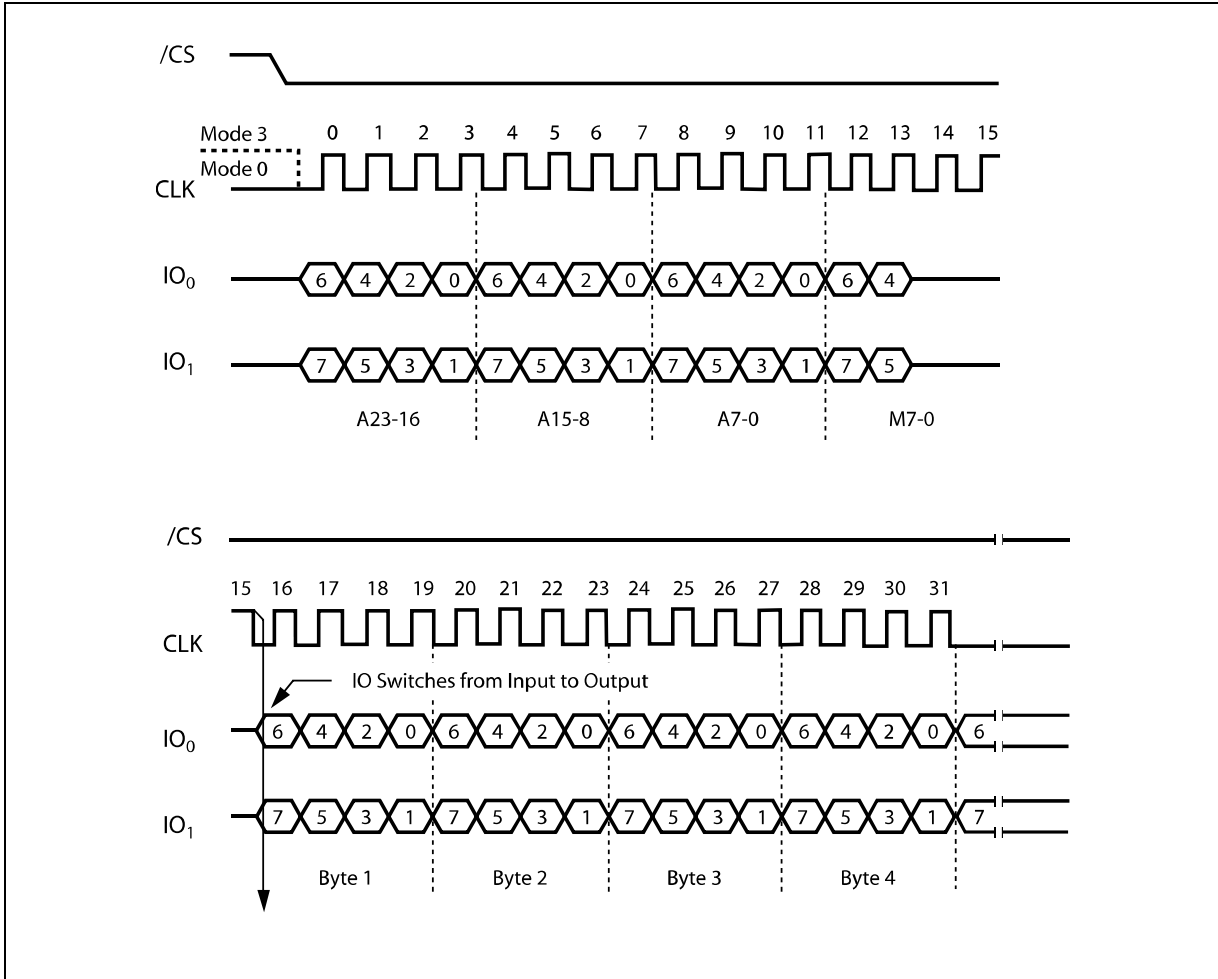 /CS
Mode 3
0 1 2 3 4 5 6 7 8 9 10 11 12 13 14 15
Mode 0
CLK
IO0 6 4 2 0 6 4 2 0 6 4 2 0 6 4
IO1 7 5 3 1 7 5 3 1 7 5 3 1 7 5
A23-16 A15-8 A7-0 M7-0
/CS
15 16 17 18 19 20 21 22 23 24 25 26 27 28 29 30 31
CLK
IO Switches from Input to Output
IO0 6 4 2 0 6 4 2 0 6 4 2 0 6 4 2 0 6
IO1 7 5 3 1 7 5 3 1 7 5 3 1 7 5 3 1 7
Byte 1 Byte 2 Byte 3 Byte 4